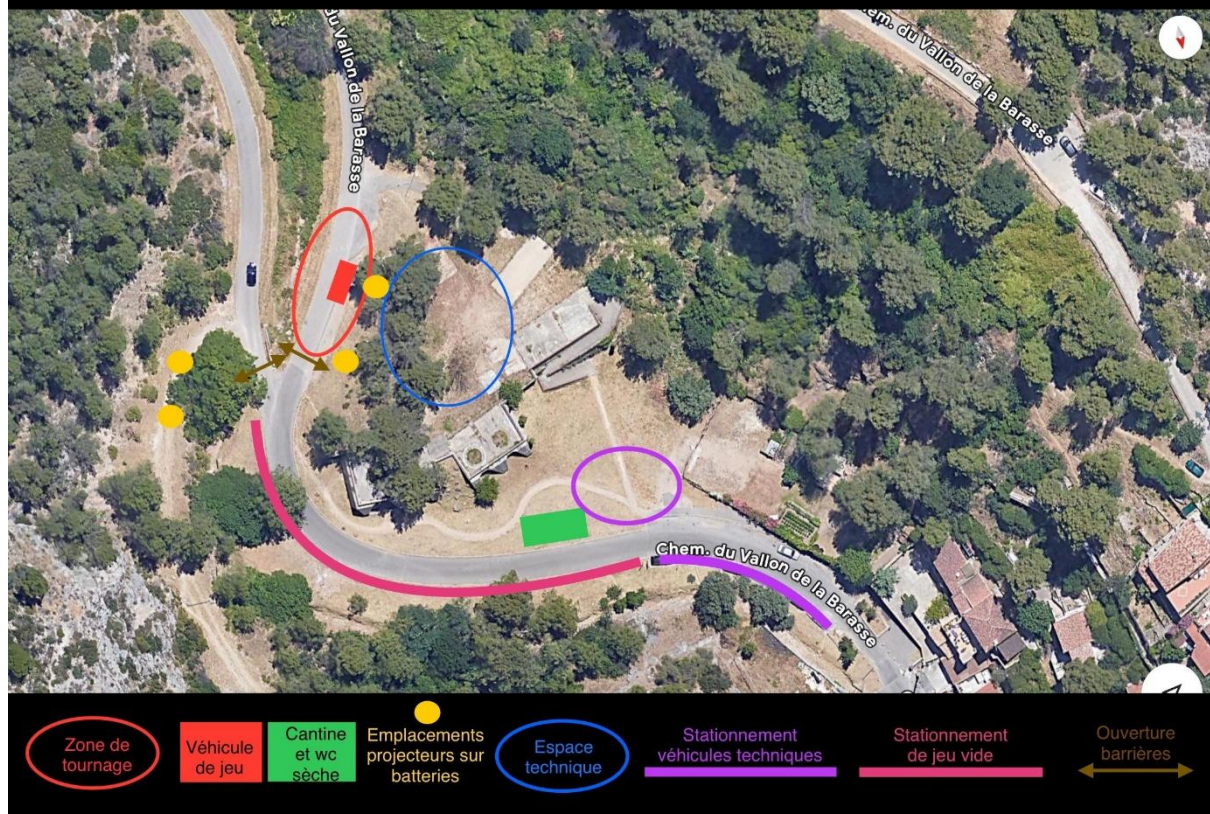 Chem. du Vallon de la Barasse
du Vallon de la Barasse
Chem. du Vallon de la Barasse
Zone de
tournage
Véhicule
de jeu
Cantine
et wc
sèche
Emplacements
projecteurs sur
batteries
Espace
technique
Stationnement
véhicules techniques
Stationnement
de jeu vide
Ouverture
barrières